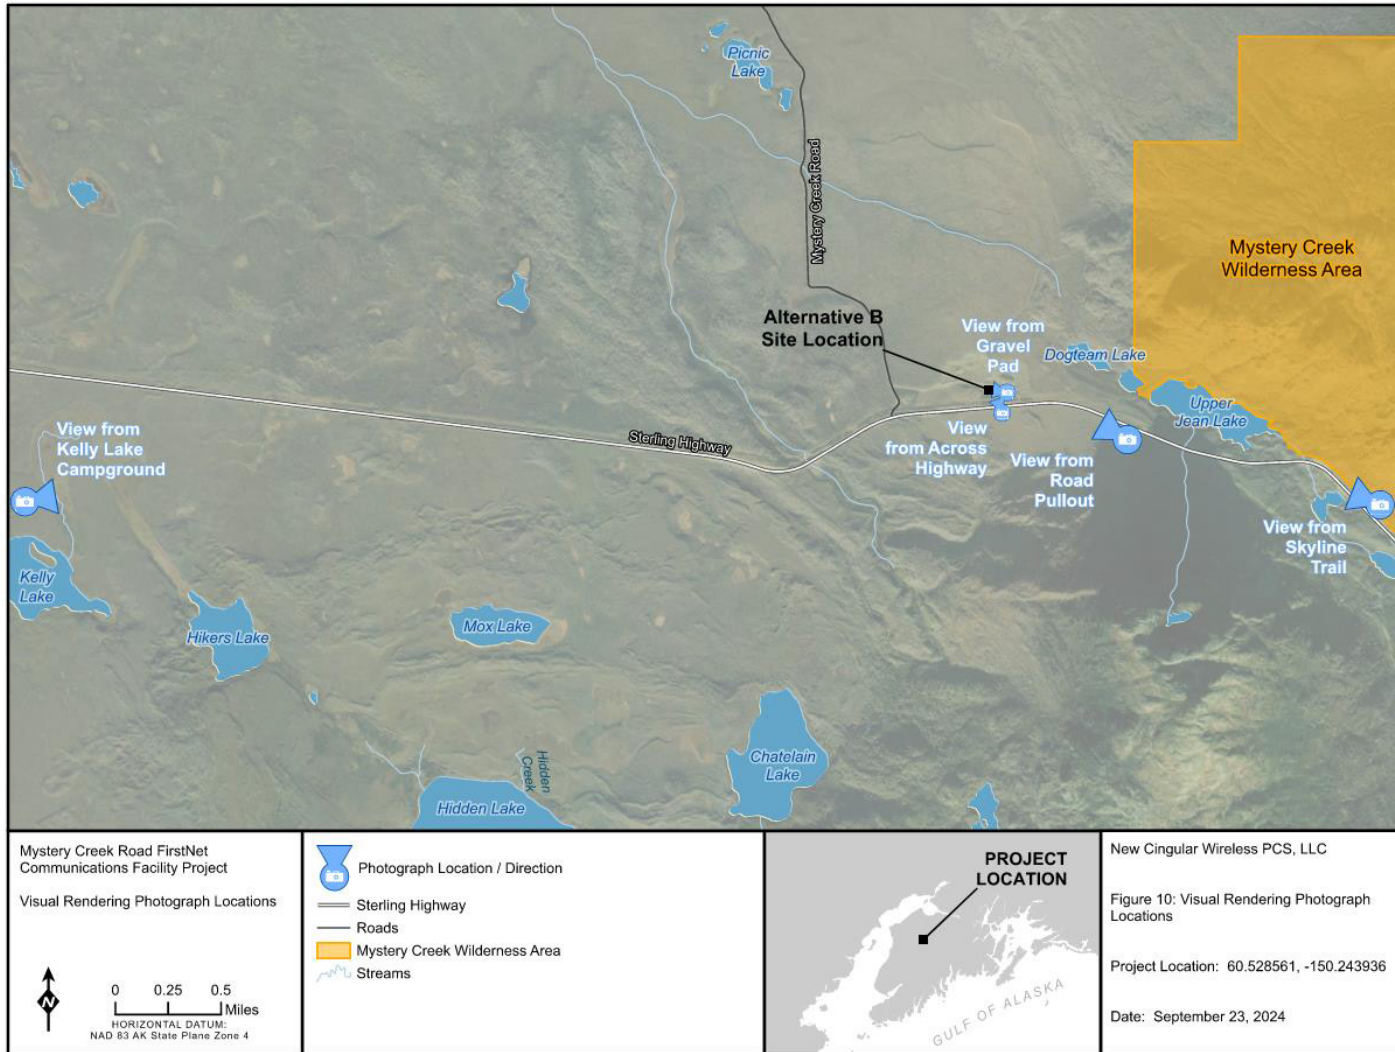 Picnic
Lake
Mystery Creek Road
Mystery Creek
Wilderness Area
Alternative B
Site Location
View from
Gravel
Pad
Dogteam Lake
Upper
Jean Lake
View from
Kelly Lake
Campground
Sterling Highway
View
from Across
Highway
View from
Road
Pullout
View from
Skyline
Trail
Kelly
Lake
Hikers Lake
Mox Lake
Chatelain
Lake
Hidden
Creek
Hidden Lake
Mystery Creek Road FirstNet
Communications Facility Project
Visual Rendering Photograph Locations
N
0 0.25 0.5
Miles
HORIZONTAL DATUM:
NAD 83 AK State Plane Zone 4
Photograph Location / Direction
Sterling Highway
Roads
Mystery Creek Wilderness Area
Streams
PROJECT
LOCATION
GULF OF ALASKA
New Cingular Wireless PCS, LLC
Figure 10: Visual Rendering Photograph
Locations
Project Location: 60.528561, -150.243936
Date: September 23, 2024